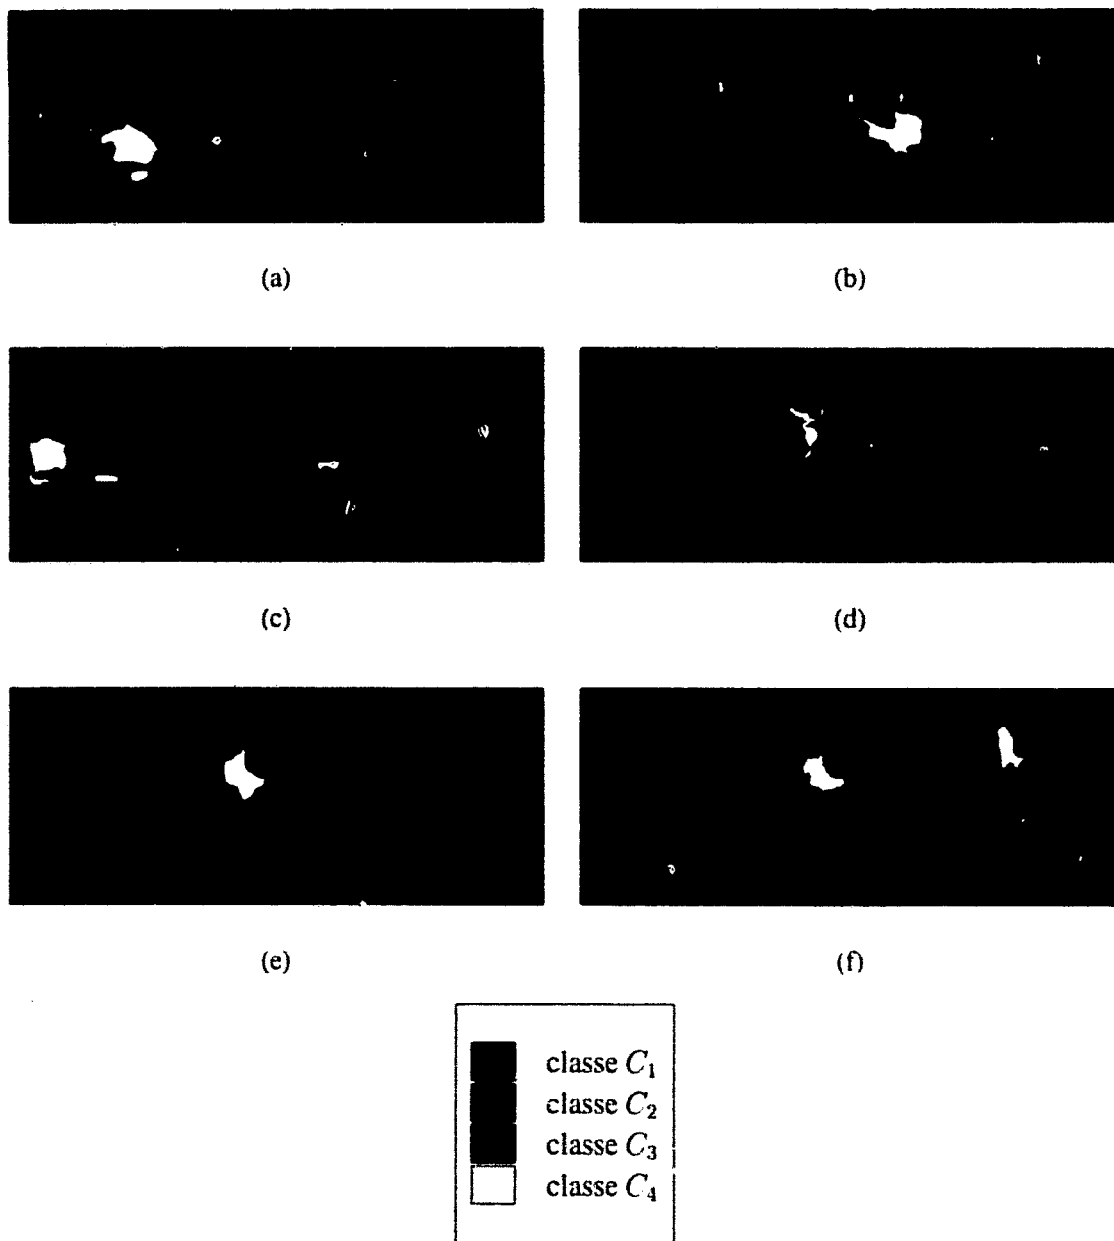 (a)
(b)
(c)
(d)
(e)
(f)
classe C₁
classe C₂
classe C₃
classe C₄